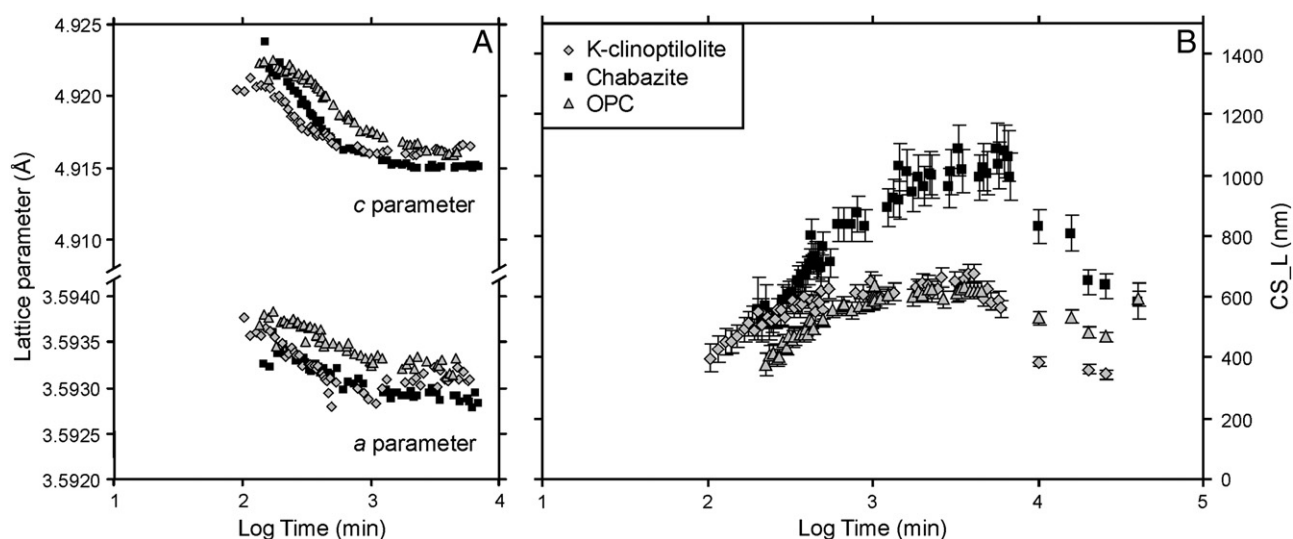 A
4.925
4.920
4.915
4.910
3.5940
3.5935
3.5930
3.5925
3.5920
Lattice parameter (Å)
c parameter
a parameter
1
2
3
4
Log Time (min)
B
K-clinoptilolite
Chabazite
OPC
1400
1200
1000
800
600
400
200
0
CS_L (nm)
1
2
3
4
5
Log Time (min)